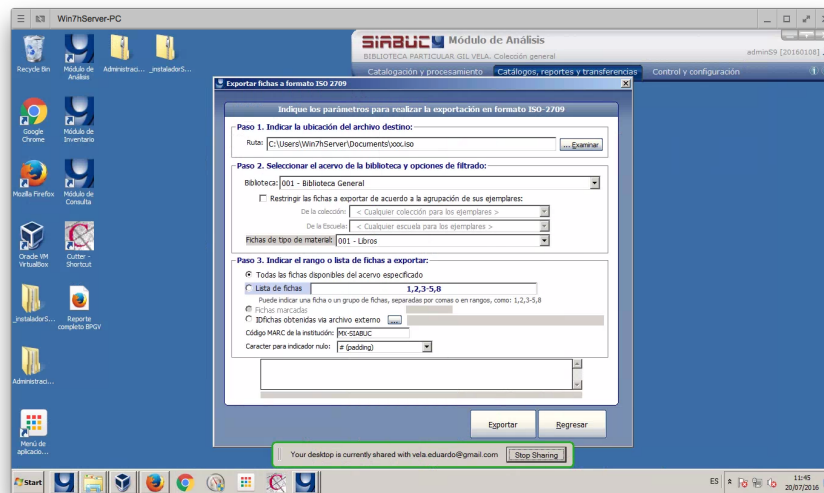 Win7hServer-PC
SIABUC Módulo de Análisis
BIBLIOTECA PARTICULAR GIL VELA. Colección general
adminS9 [20160108]
Catalogación y procesamiento Catálogos, reportes y transferencias Control y configuración
Recycle Bin
Módulo de Análisis
Administraci...
_instaladorS...
Google Chrome
Módulo de Inventario
Mozilla Firefox
Módulo de Consulta
Oracle VM VirtualBox
Cutter - Shortcut
_instaladorS...
Reporte completo BPGV
Administraci...
Menú de aplicacio...
Exportar fichas a formato ISO 2709
Indique los parámetros para realizar la exportación en formato ISO-2709
Paso 1. Indicar la ubicación del archivo destino:
Ruta: C:\Users\Win7hServer\Documents\xxx.iso ... Examinar
Paso 2. Seleccionar el acervo de la biblioteca y opciones de filtrado:
Biblioteca: 001 - Biblioteca General
Restringir las fichas a exportar de acuerdo a la agrupación de sus ejemplares:
De la colección: < Cualquier colección para los ejemplares >
De la Escuela: < Cualquier escuela para los ejemplares >
Fichas de tipo de material: 001 - Libros
Paso 3. Indicar el rango o lista de fichas a exportar:
Todas las fichas disponibles del acervo especificado
Lista de fichas 1,2,3-5,8
Puede indicar una ficha o un grupo de fichas, separadas por comas o en rangos, como: 1,2,3-5,8
Fichas marcadas
IDfichas obtenidas via archivo externo ...
Código MARC de la institución: MX-SIABUC
Caracter para indicador nulo: # (padding)
Exportar Regresar
Your desktop is currently shared with vela.eduardo@gmail.com Stop Sharing
Start
ES
11:45
20/07/2016